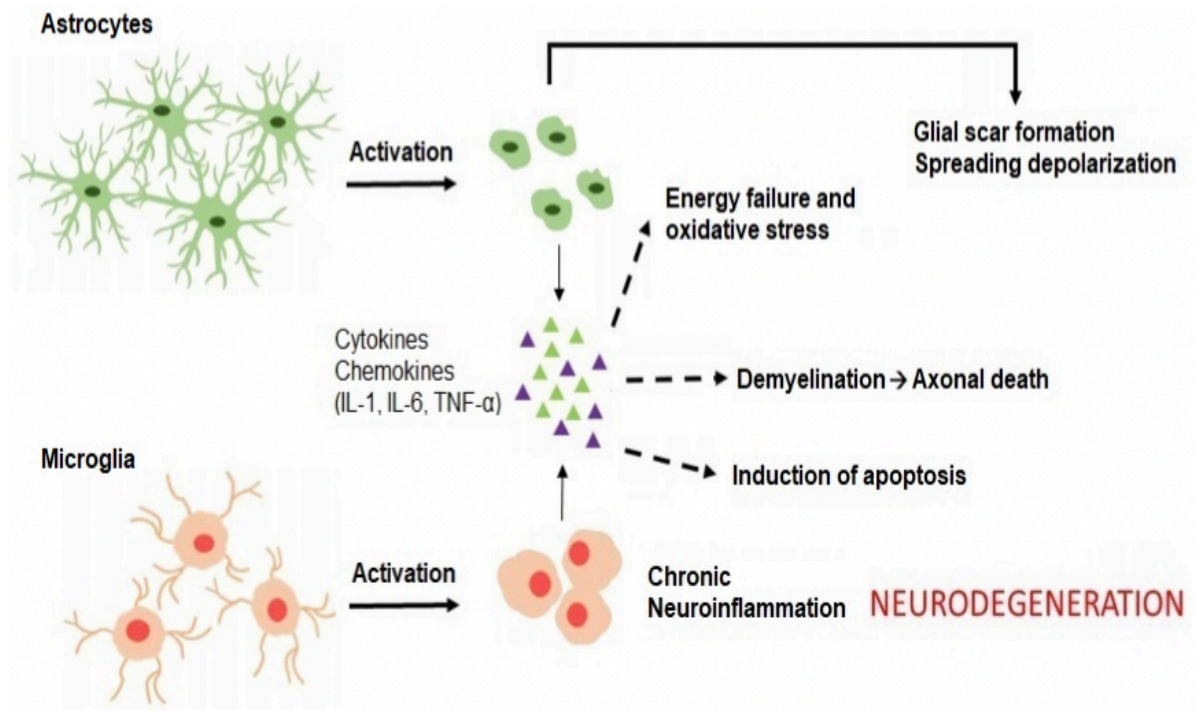 Astrocytes
Activation
Glial scar formation
Spreading depolarization
Energy failure and
oxidative stress
Cytokines
Chemokines
(IL-1, IL-6, TNF-α)
Demyelination → Axonal death
Microglia
Induction of apoptosis
Activation
Chronic
Neuroinflammation
NEURODEGENERATION